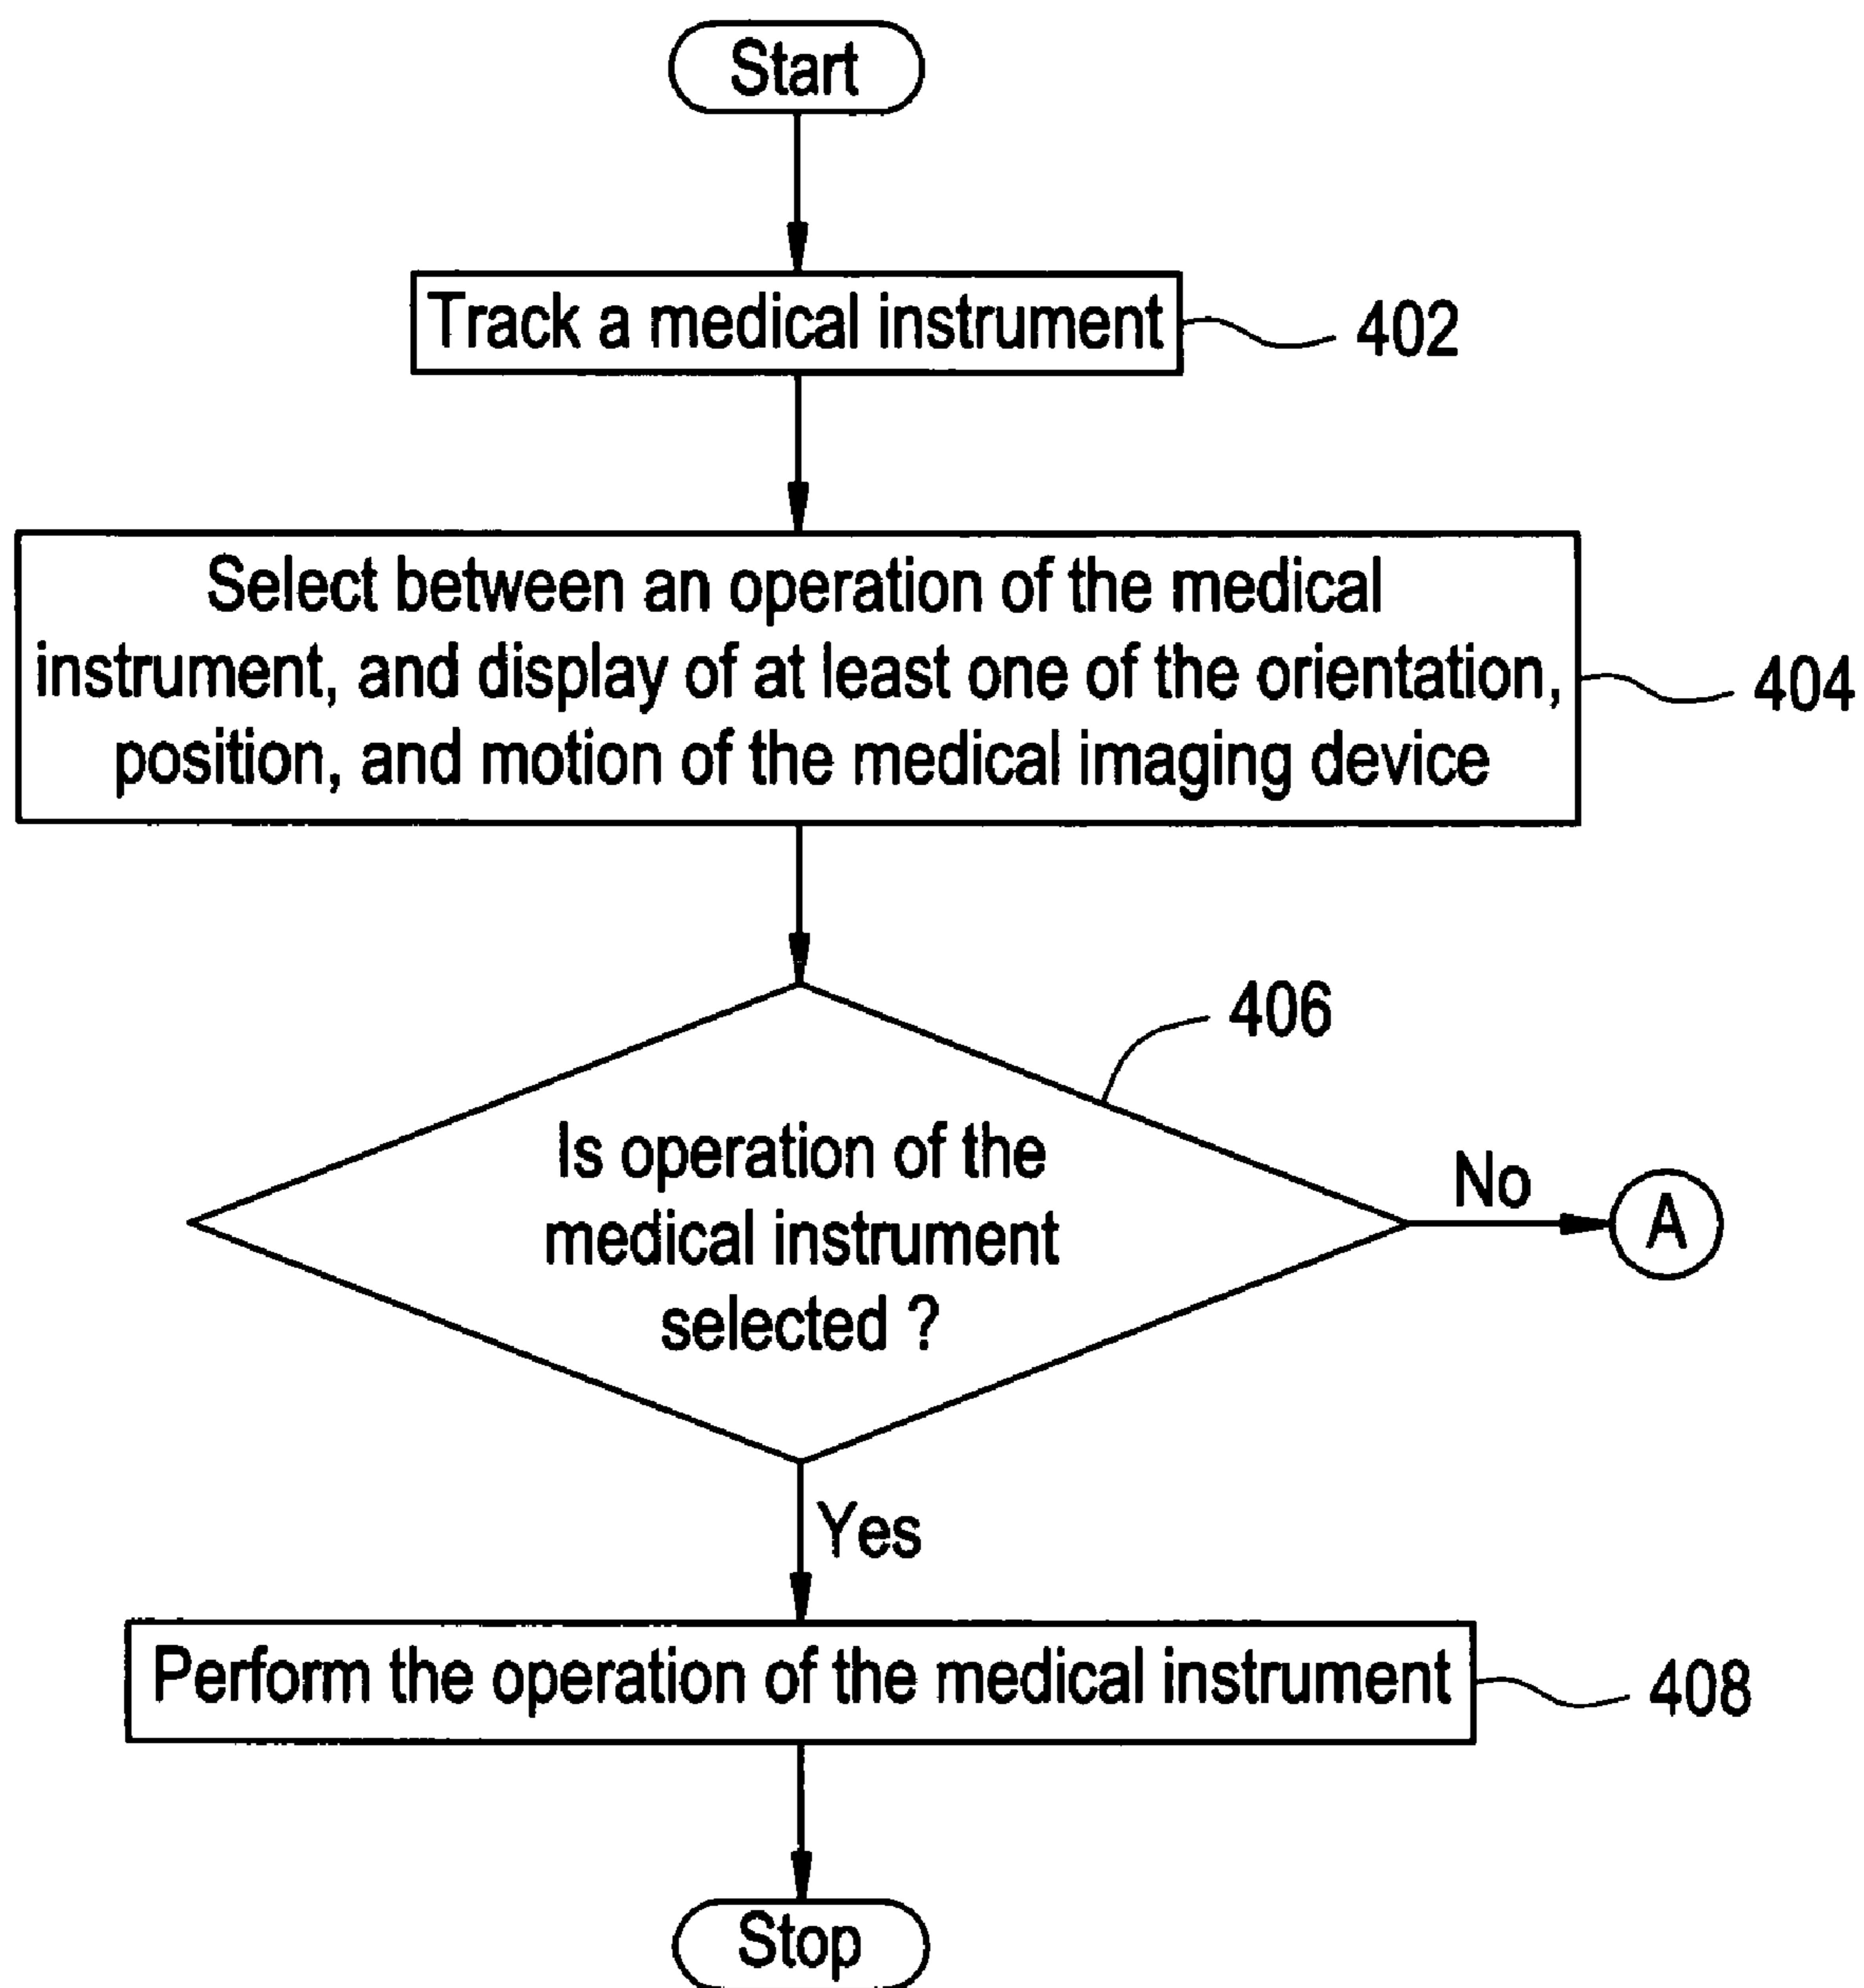 Start
Track a medical instrument
402
Select between an operation of the medical
instrument, and display of at least one of the orientation,
position, and motion of the medical imaging device
404
406
Is operation of the
medical instrument
selected ?
No
A
Yes
Perform the operation of the medical instrument
408
Stop